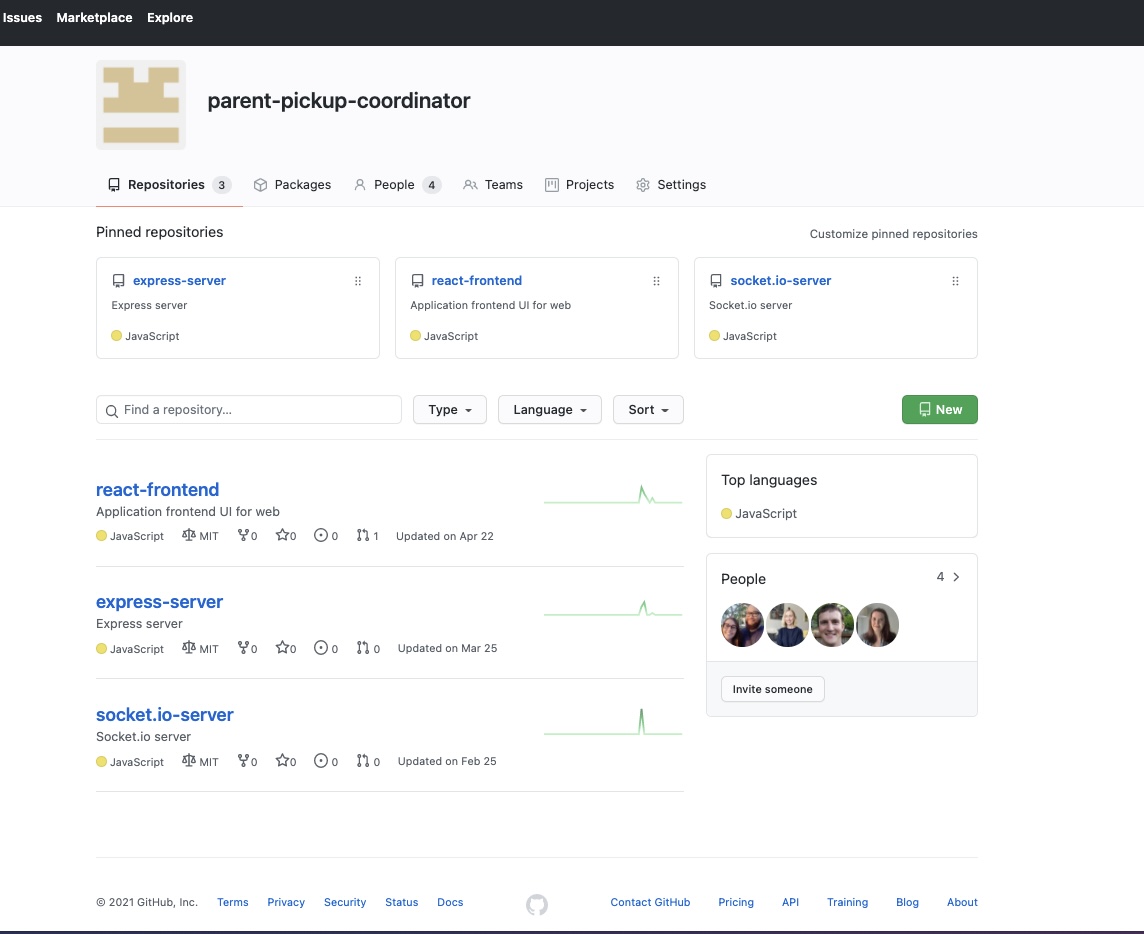 Issues Marketplace Explore
parent-pickup-coordinator
Repositories 3 Packages People 4 Teams Projects Settings
Pinned repositories Customize pinned repositories
express-server react-frontend socket.io-server
Express server Application frontend UI for web Socket.io server
JavaScript JavaScript JavaScript
Find a repository... Type Language Sort New
react-frontend
Application frontend UI for web
JavaScript MIT 0 0 0 1 Updated on Apr 22
express-server
Express server
JavaScript MIT 0 0 0 0 Updated on Mar 25
socket.io-server
Socket.io server
JavaScript MIT 0 0 0 0 Updated on Feb 25
Top languages
JavaScript
People 4
Invite someone
© 2021 GitHub, Inc. Terms Privacy Security Status Docs Contact GitHub Pricing API Training Blog About